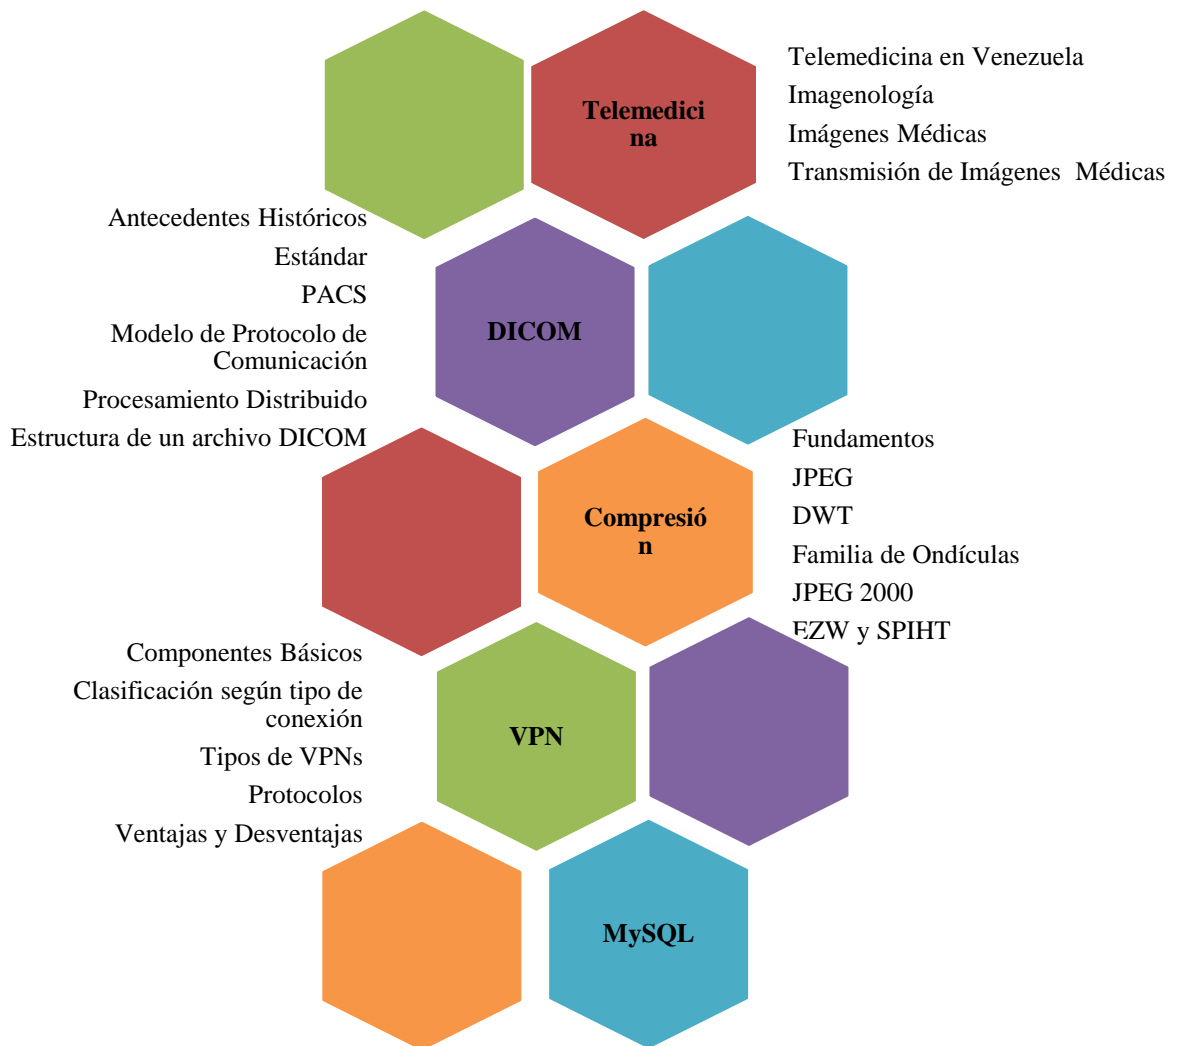 Telemedici
na
Telemedicina en Venezuela
Imagenología
Imágenes Médicas
Transmisión de Imágenes Médicas
Antecedentes Históricos
Estándar
PACS
Modelo de Protocolo de
Comunicación
Procesamiento Distribuido
Estructura de un archivo DICOM
DICOM
Compresió
n
Fundamentos
JPEG
DWT
Familia de Ondículas
JPEG 2000
EZW y SPIHT
Componentes Básicos
Clasificación según tipo de
conexión
Tipos de VPNs
Protocolos
Ventajas y Desventajas
VPN
MySQL